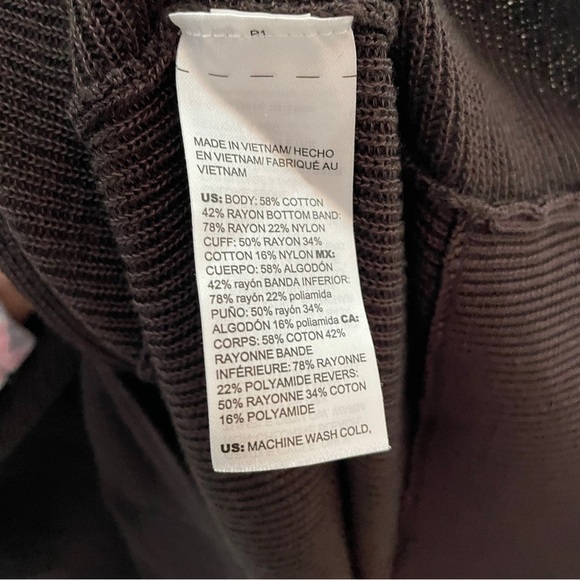 MADE IN VIETNAM/ HECHO
EN VIETNAM/ FABRIQUÉ AU
VIETNAM
US: BODY: 58% COTTON
42% RAYON BOTTOM BAND:
78% RAYON 22% NYLON
CUFF: 50% RAYON 34%
COTTON 16% NYLON MX:
CUERPO: 58% ALGODÓN
42% rayón BANDA INFERIOR:
78% rayón 22% poliamida
PUÑO: 50% rayón 34%
ALGODÓN 16% poliamida CA:
CORPS: 58% COTON 42%
RAYONNE BANDE
INFÉRIEURE: 78% RAYONNE
22% POLYAMIDE REVERS:
50% RAYONNE 34% COTON
16% POLYAMIDE
US: MACHINE WASH COLD,